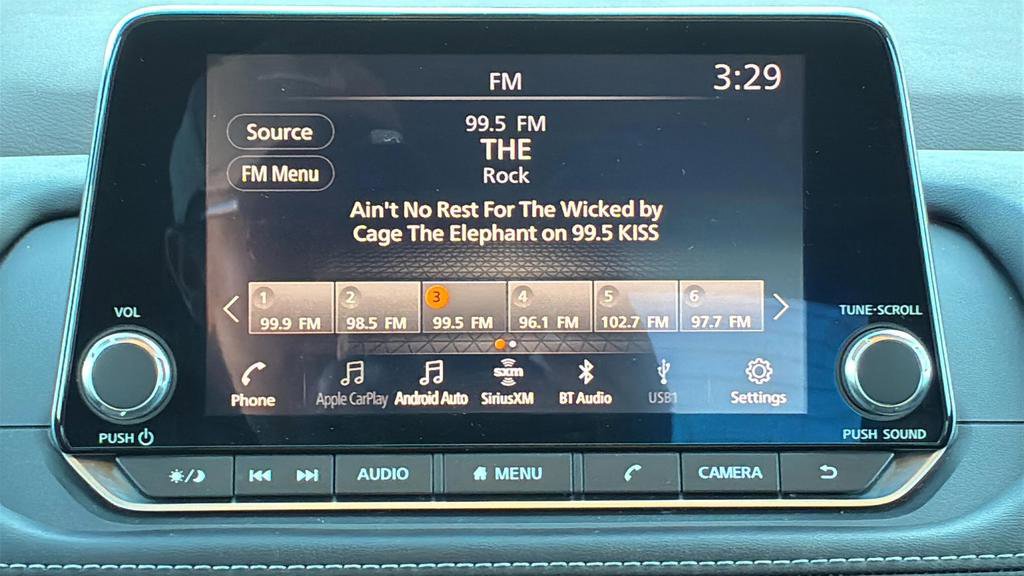 FM
3:29
Source
FM Menu
99.5 FM
THE
Rock
Ain't No Rest For The Wicked by
Cage The Elephant on 99.5 KISS
1 2 3 4 5 6
99.9 FM 98.5 FM 99.5 FM 96.1 FM 102.7 FM 97.7 FM
VOL
TUNE·SCROLL
sxm
Phone Apple CarPlay Android Auto SiriusXM BT Audio USB1 Settings
PUSH
PUSH SOUND
AUDIO MENU CAMERA